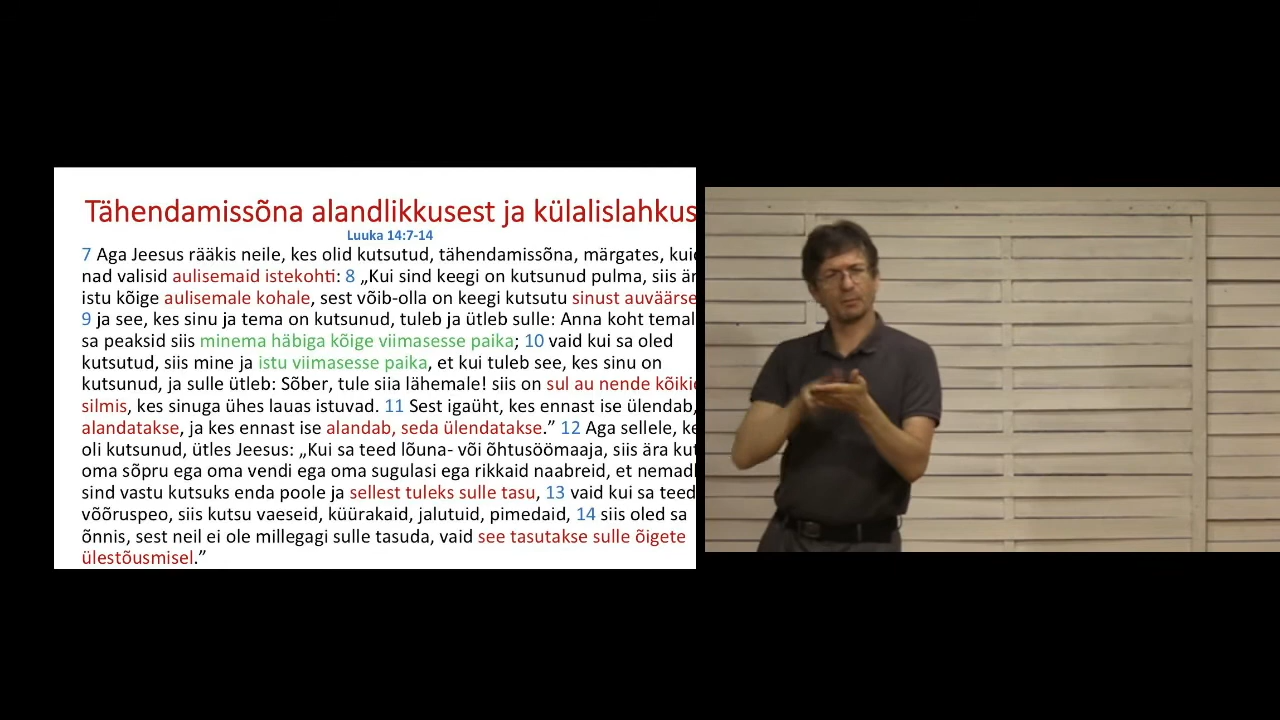 Tähendamissõna alandlikkusest ja külalislahkus
Luuka 14:7-14
7 Aga Jeesus rääkis neile, kes olid kutsutud, tähendamissõna, märgates,
nad valisid aulisemaid istekohti: 8 „Kui sind keegi on kutsunud pulma, siis är
istu kõige aulisemale kohale, sest võib-olla on keegi kutsutu sinust auväärse
9 ja see, kes sinu ja tema on kutsunud, tuleb ja ütleb sulle: Anna koht temal
sa peaksid siis minema häbiga kõige viimasesse paika; 10 vaid kui sa oled
kutsutud, siis mine ja istu viimasesse paika, et kui tuleb see, kes sinu on
kutsunud, ja sulle ütleb: Sõber, tule siia lähemale! siis on sul au nende kõiki
silmis, kes sinuga ühes lauas istuvad. 11 Sest igaüht, kes ennast ise ülendab,
alandatakse, ja kes ennast ise alandab, seda ülendatakse.” 12 Aga sellele, ke
oli kutsunud, ütles Jeesus: „Kui sa teed lõuna- või õhtusöömaaja, siis ära kut
oma sõpru ega oma vendi ega oma sugulasi ega rikkaid naabreid, et nemad
sind vastu kutsuks enda poole ja sellest tuleks sulle tasu, 13 vaid kui sa teed
võõruspeo, siis kutsu vaeseid, küürakaid, jalutuid, pimedaid, 14 siis oled sa
õnnis, sest neil ei ole millegagi sulle tasuda, vaid see tasutakse sulle õigete
ülestõusmisel.”